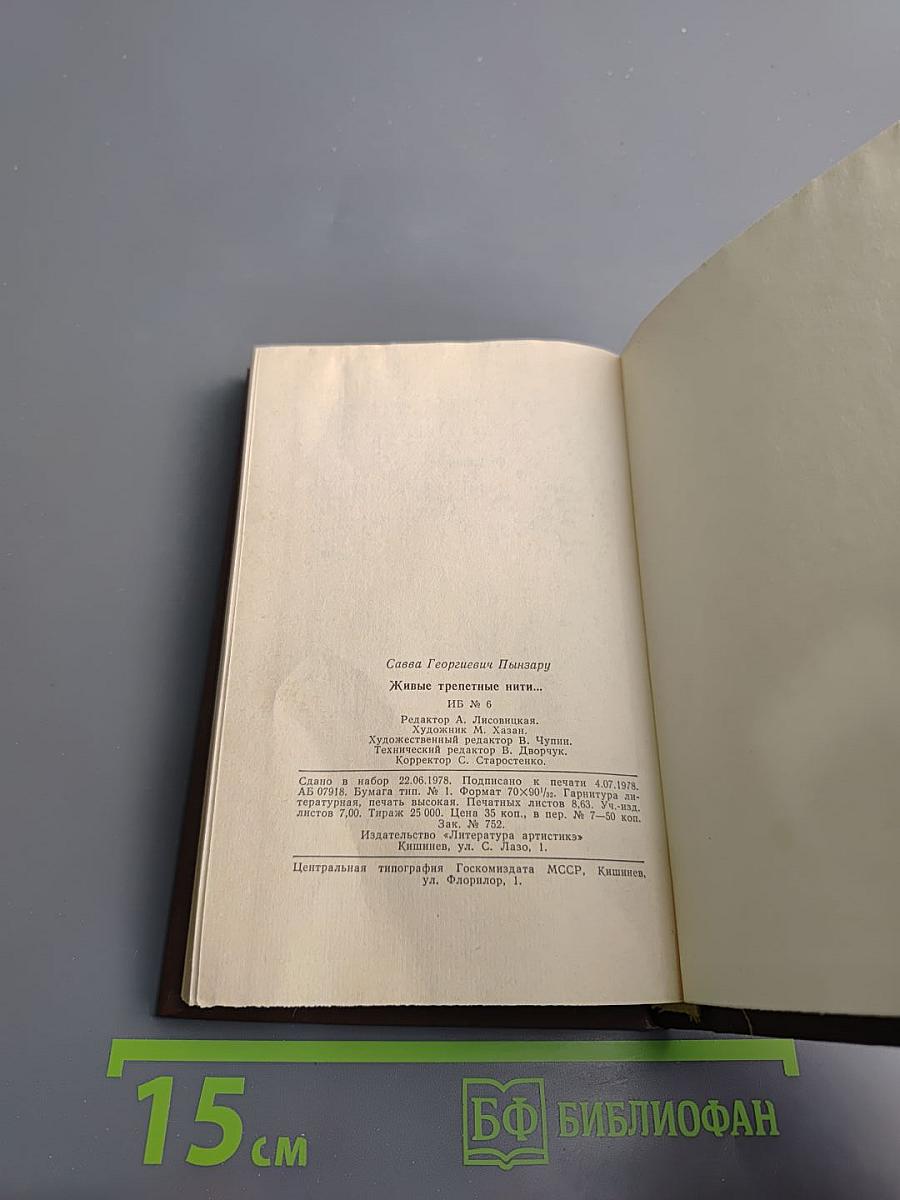 Савва Георгиевич Пынзару
Живые трепетные нити...
ИБ № 6
Редактор А. Лисовицкая.
Художник М. Хазан.
Художественный редактор В. Чупин.
Технический редактор В. Дворчук.
Корректор С. Старостенко.
Сдано в набор 22.06.1978. Подписано к печати 4.07.1978.
АБ 07918. Бумага тип. № 1. Формат 70×90¹/₃₂. Гарнитура ли-
тературная, печать высокая. Печатных листов 8,63. Уч.-изд.
листов 7,00. Тираж 25 000. Цена 35 коп., в пер. № 7—50 коп.
Зак. № 752.
Издательство «Литература артистикэ»
Кишинев, ул. С. Лазо, 1.
Центральная типография Госкомиздата МССР, Кишинев,
ул. Флорилор, 1.
15 см
БФ БИБЛИОФАН